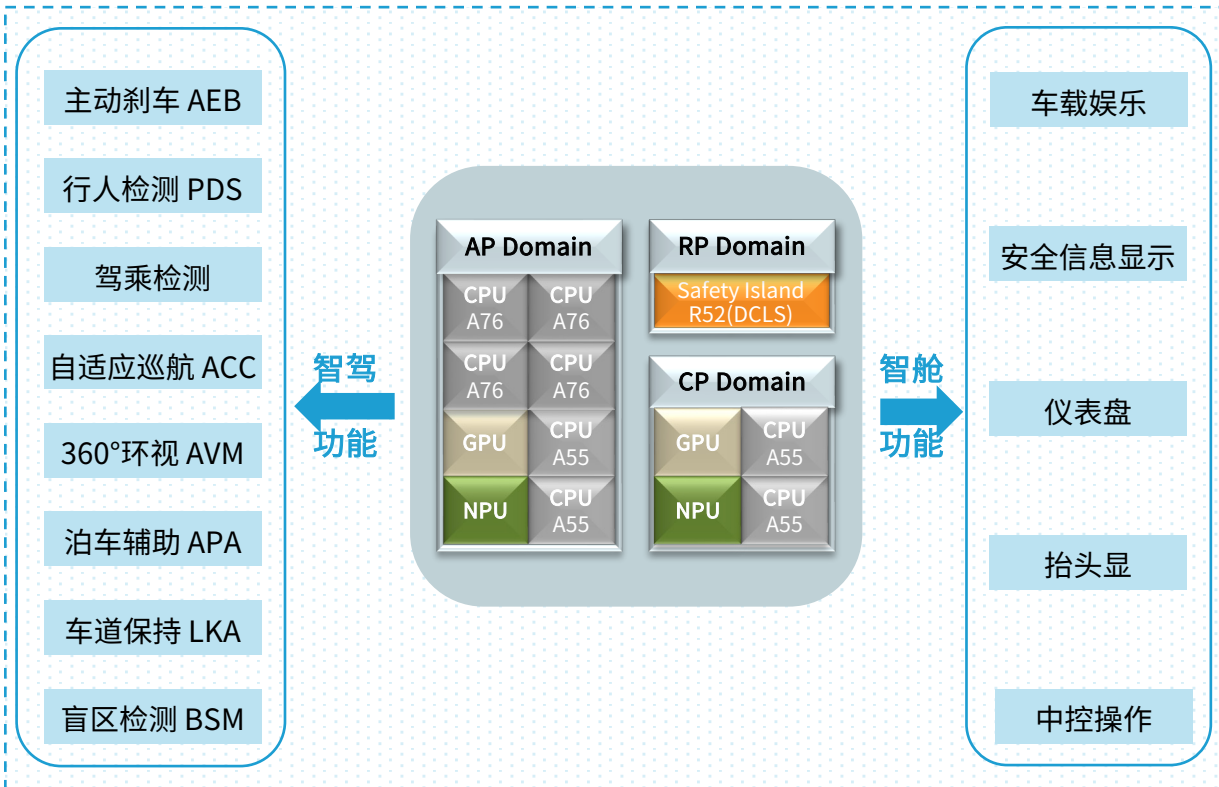 主动刹车 AEB
行人检测 PDS
驾乘检测
自适应巡航 ACC
360°环视 AVM
泊车辅助 APA
车道保持 LKA
盲区检测 BSM
智驾
功能
AP Domain
CPU
A76
CPU
A76
CPU
A76
CPU
A76
GPU
CPU
A55
NPU
CPU
A55
RP Domain
Safety Island
R52(DCLS)
CP Domain
GPU
CPU
A55
NPU
CPU
A55
智舱
功能
车载娱乐
安全信息显示
仪表盘
抬头显
中控操作